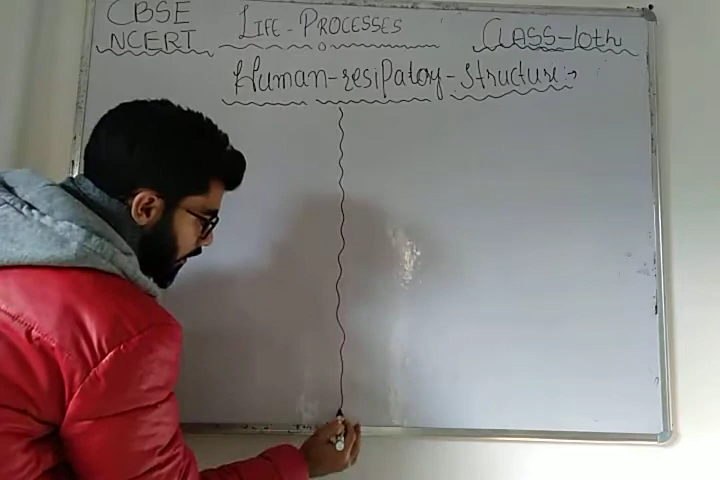 CBSE LIFE-PROCESSES CLASS-10th
NCERT
Human-resipatory-structure:→